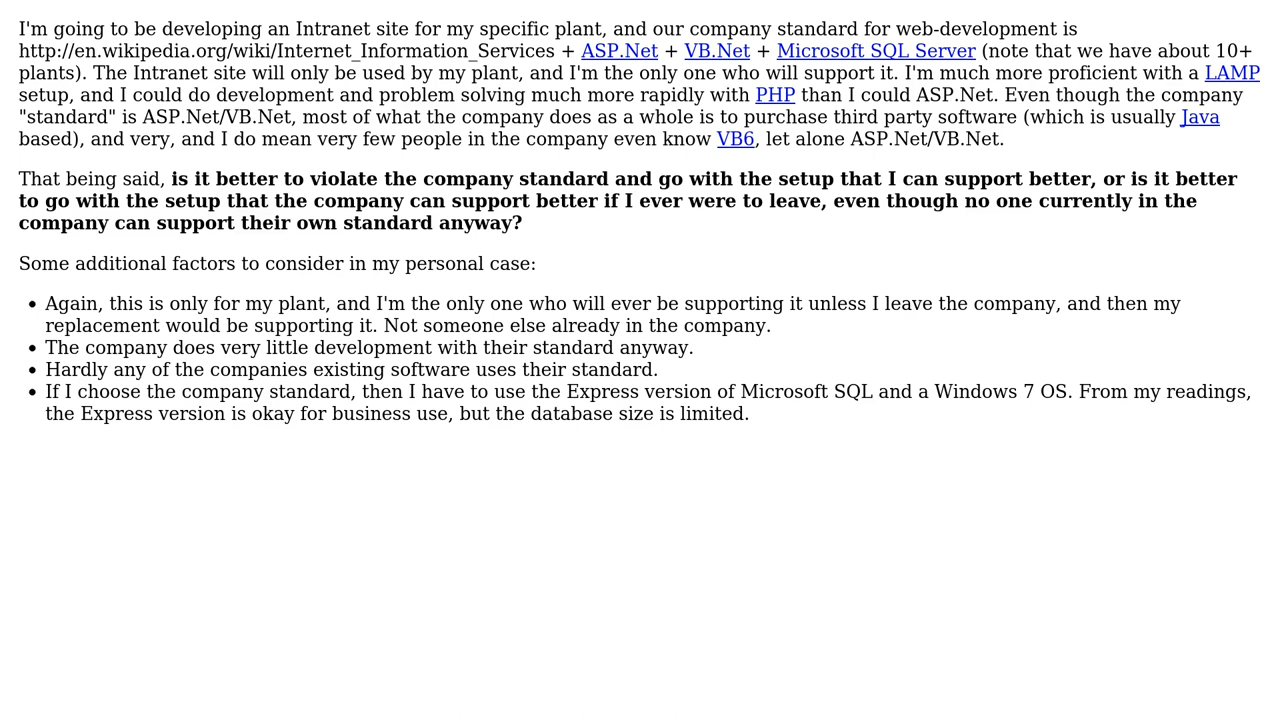 I'm going to be developing an Intranet site for my specific plant, and our company standard for web-development is
http://en.wikipedia.org/wiki/Internet_Information_Services + ASP.Net + VB.Net + Microsoft SQL Server (note that we have about 10+
plants). The Intranet site will only be used by my plant, and I'm the only one who will support it. I'm much more proficient with a LAMP
setup, and I could do development and problem solving much more rapidly with PHP than I could ASP.Net. Even though the company
"standard" is ASP.Net/VB.Net, most of what the company does as a whole is to purchase third party software (which is usually Java
based), and very, and I do mean very few people in the company even know VB6, let alone ASP.Net/VB.Net.
That being said, is it better to violate the company standard and go with the setup that I can support better, or is it better
to go with the setup that the company can support better if I ever were to leave, even though no one currently in the
company can support their own standard anyway?
Some additional factors to consider in my personal case:
• Again, this is only for my plant, and I'm the only one who will ever be supporting it unless I leave the company, and then my
replacement would be supporting it. Not someone else already in the company.
• The company does very little development with their standard anyway.
• Hardly any of the companies existing software uses their standard.
• If I choose the company standard, then I have to use the Express version of Microsoft SQL and a Windows 7 OS. From my readings,
the Express version is okay for business use, but the database size is limited.